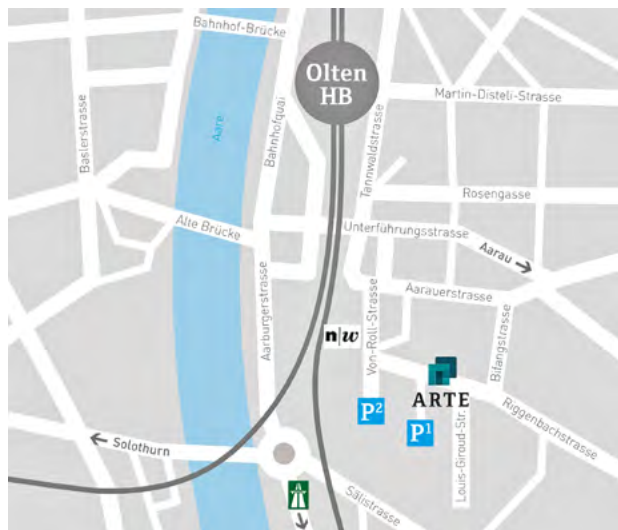 Bahnhof-Brücke
Olten
HB
Martin-Disteli-Strasse
Baslerstrasse
Aare
Bahnhofquai
Tannwaldstrasse
Rosengasse
Alte Brücke
Unterführungsstrasse
Aarau
Aarburgerstrasse
Von-Roll-Strasse
Aarauerstrasse
Bifangstrasse
n|w
ARTE
P²
P¹
Riggenbachstrasse
Louis-Giroud-Str.
Solothurn
Sälistrasse